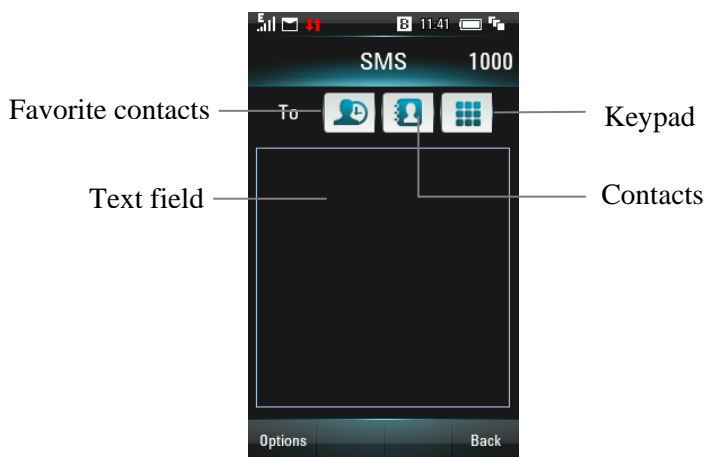 E
B 11:41
SMS 1000
Favorite contacts
To
Keypad
Text field
Contacts
Options Back